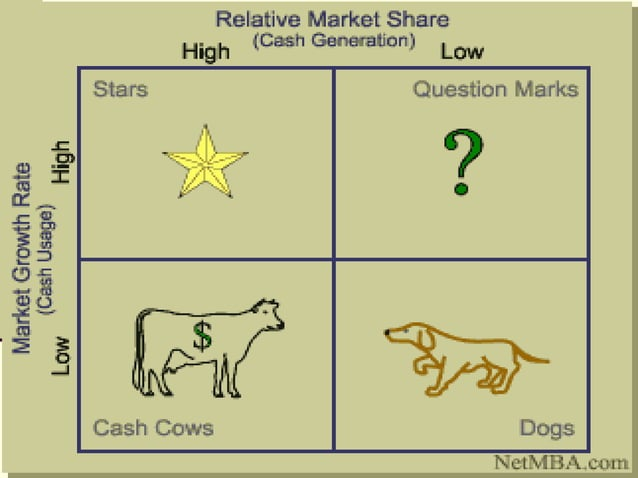 Relative Market Share
(Cash Generation)
High Low
Stars Question Marks
?
Market Growth Rate
(Cash Usage)
High
Low
$
Cash Cows Dogs
NetMBA.com